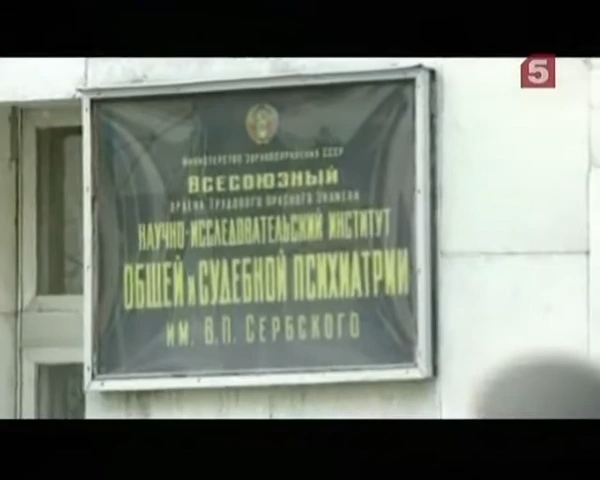 5
МИНИСТЕРСТВО ЗДРАВООХРАНЕНИЯ СССР
ВСЕСОЮЗНЫЙ
ОРДЕНА ТРУДОВОГО КРАСНОГО ЗНАМЕНИ
НАУЧНО-ИССЛЕДОВАТЕЛЬСКИЙ ИНСТИТУТ
ОБЩЕЙ И СУДЕБНОЙ ПСИХИАТРИИ
ИМ. В.П. СЕРБСКОГО